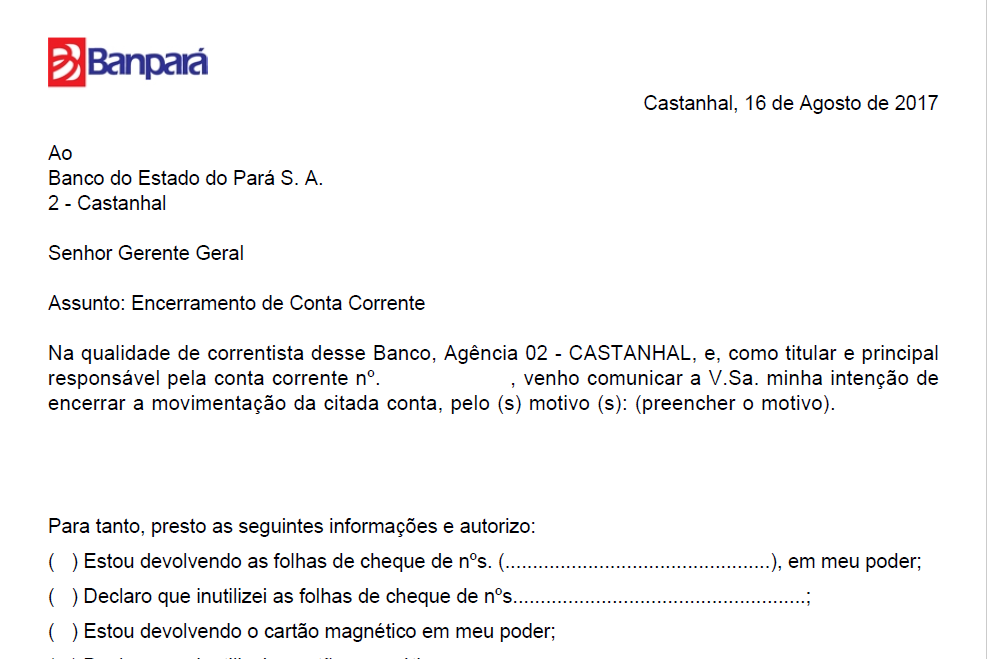 Banpará
Castanhal, 16 de Agosto de 2017
Ao
Banco do Estado do Pará S. A.
2 - Castanhal
Senhor Gerente Geral
Assunto: Encerramento de Conta Corrente
Na qualidade de correntista desse Banco, Agência 02 - CASTANHAL, e, como titular e principal
responsável pela conta corrente nº. , venho comunicar a V.Sa. minha intenção de
encerrar a movimentação da citada conta, pelo (s) motivo (s): (preencher o motivo).
Para tanto, presto as seguintes informações e autorizo:
( ) Estou devolvendo as folhas de cheque de nºs. (................................................), em meu poder;
( ) Declaro que inutilizei as folhas de cheque de nºs.....................................................;
( ) Estou devolvendo o cartão magnético em meu poder;